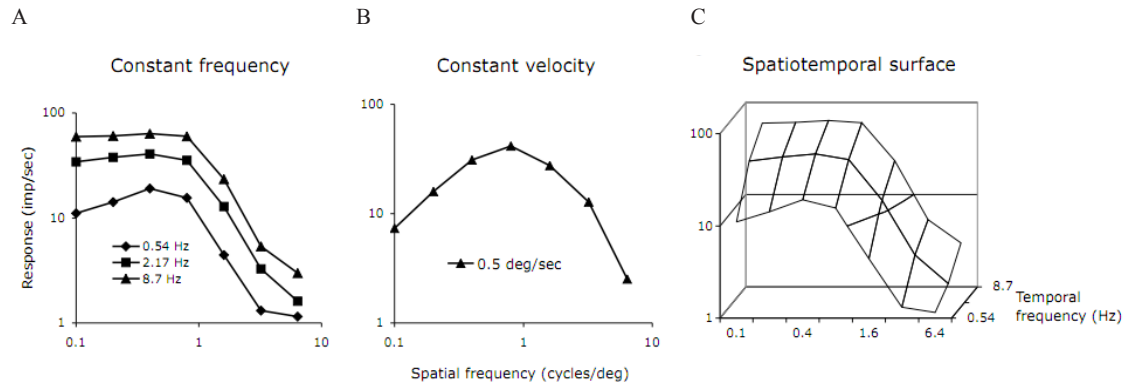 A
B
C
Constant frequency
Constant velocity
Spatiotemporal surface
Response (imp/sec)
100
10
1
0.1
1
10
0.54 Hz
2.17 Hz
8.7 Hz
100
10
1
0.1
1
10
0.5 deg/sec
Spatial frequency (cycles/deg)
100
10
1
0.1
0.4
1.6
6.4
8.7
0.54
Temporal
frequency (Hz)